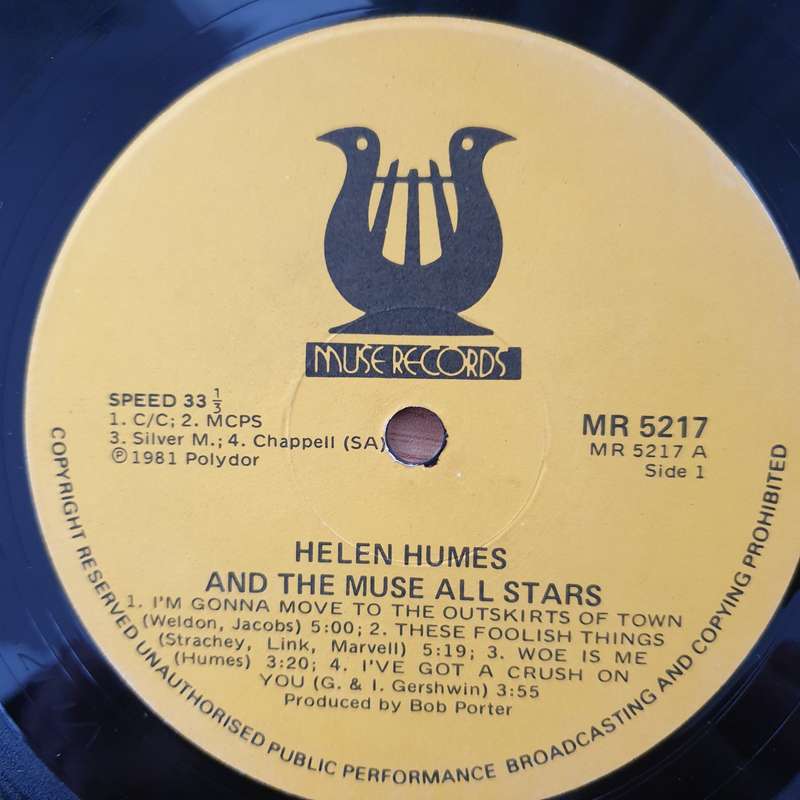 MUSE RECORDS
SPEED 33 1/3
1. C/C; 2. MCPS
3. Silver M.; 4. Chappell (SA)
℗ 1981 Polydor
MR 5217
MR 5217 A
Side 1
HELEN HUMES
AND THE MUSE ALL STARS
1. I'M GONNA MOVE TO THE OUTSKIRTS OF TOWN
(Weldon, Jacobs) 5:00; 2. THESE FOOLISH THINGS
(Strachey, Link, Marvell) 5:19; 3. WOE IS ME
(Humes) 3:20; 4. I'VE GOT A CRUSH ON
YOU (G. & I. Gershwin) 3:55
Produced by Bob Porter
COPYRIGHT RESERVED UNAUTHORISED PUBLIC PERFORMANCE BROADCASTING AND COPYING PROHIBITED